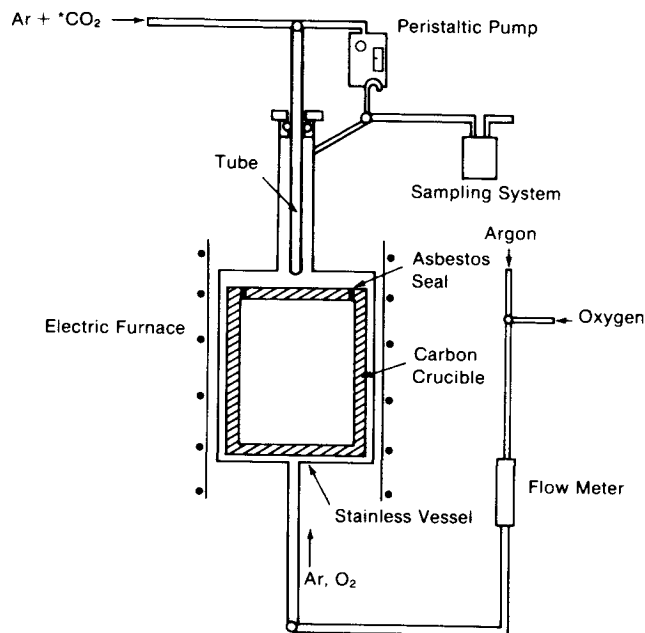 Ar + *CO₂
Peristaltic Pump
Tube
Sampling System
Argon
Asbestos
Seal
Oxygen
Electric Furnace
Carbon
Crucible
Flow Meter
Stainless Vessel
Ar, O₂